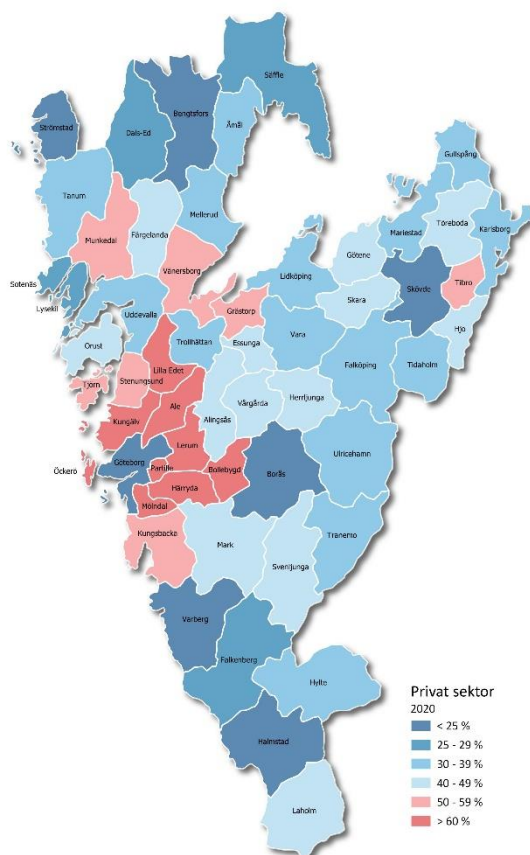 Säffle
Bengtsfors
Strömstad
Dals-Ed
Åmål
Gullspång
Tanum
Mellerud
Töreboda
Färgelanda
Mariestad
Karlsborg
Munkedal
Götene
Vänersborg
Lidköping
Sotenäs
Skövde
Tibro
Lysekil
Skara
Grästorp
Uddevalla
Hjo
Trollhättan
Vara
Orust
Essunga
Falköping
Tidaholm
Lilla Edet
Tjörn
Stenungsund
Ale
Vårgårda
Herrljunga
Kungälv
Alingsås
Lerum
Ulricehamn
Göteborg
Öckerö
Partille
Bollebygd
Borås
Härryda
Mölndal
Kungsbacka
Tranemo
Mark
Svenljunga
Varberg
Falkenberg
Hylte
Halmstad
Laholm
Privat sektor
2020
< 25 %
25 - 29 %
30 - 39 %
40 - 49 %
50 - 59 %
> 60 %